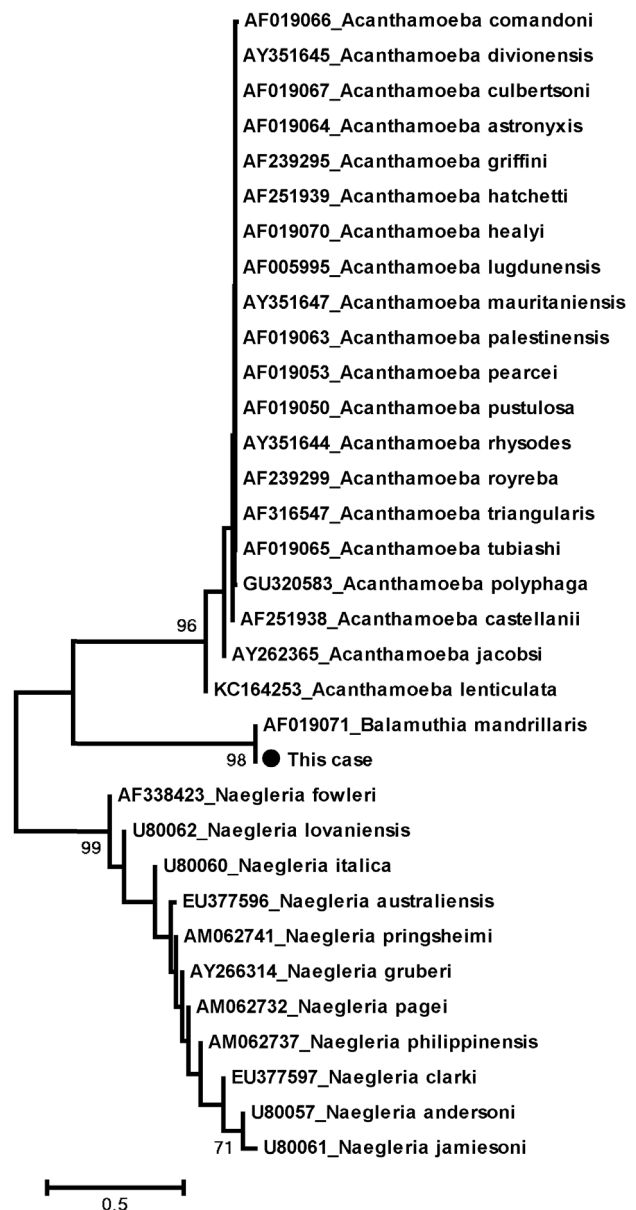 AF019066_Acanthamoeba comandoni
AY351645_Acanthamoeba divionensis
AF019067_Acanthamoeba culbertsoni
AF019064_Acanthamoeba astronyxis
AF239295_Acanthamoeba griffini
AF251939_Acanthamoeba hatchetti
AF019070_Acanthamoeba healyi
AF005995_Acanthamoeba lugdunensis
AY351647_Acanthamoeba mauritaniensis
AF019063_Acanthamoeba palestinensis
AF019053_Acanthamoeba pearcei
AF019050_Acanthamoeba pustulosa
AY351644_Acanthamoeba rhysodes
AF239299_Acanthamoeba royreba
AF316547_Acanthamoeba triangularis
AF019065_Acanthamoeba tubiashi
GU320583_Acanthamoeba polyphaga
AF251938_Acanthamoeba castellanii
96
AY262365_Acanthamoeba jacobsi
KC164253_Acanthamoeba lenticulata
AF019071_Balamuthia mandrillaris
98
This case
AF338423_Naegleria fowleri
U80062_Naegleria lovaniensis
99
U80060_Naegleria italica
EU377596_Naegleria australiensis
AM062741_Naegleria pringsheimi
AY266314_Naegleria gruberi
AM062732_Naegleria pagei
AM062737_Naegleria philippinensis
EU377597_Naegleria clarki
U80057_Naegleria andersoni
71
U80061_Naegleria jamiesoni
0.5